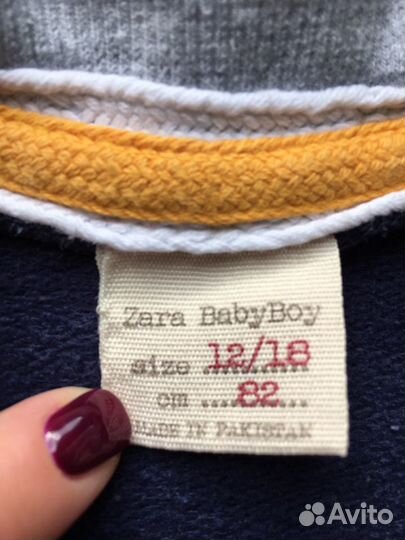 Zara BabyBoy
size 12/18
cm 82
MADE IN PAKISTAN
Avito